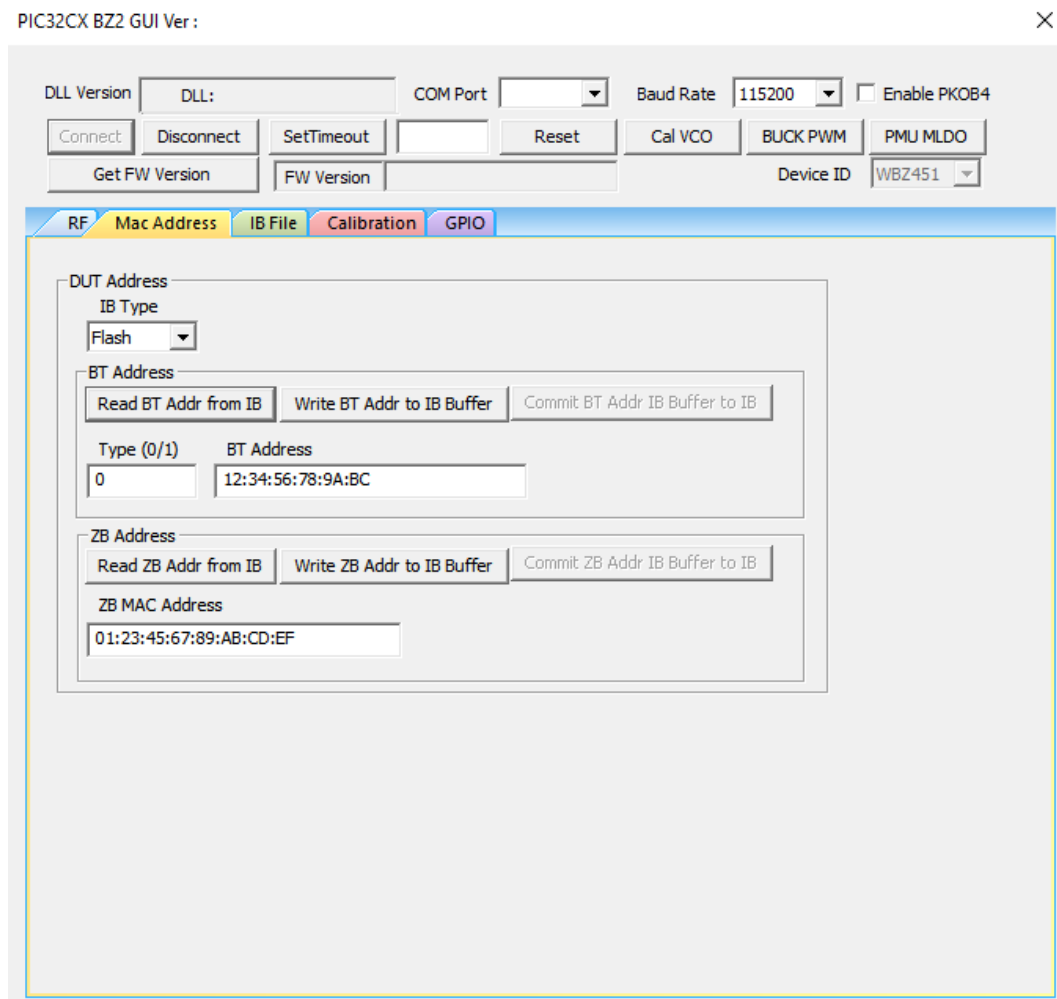 PIC32CX BZ2 GUI Ver :
DLL Version DLL: COM Port Baud Rate 115200 Enable PKOB4
Connect Disconnect SetTimeout Reset Cal VCO BUCK PWM PMU MLDO
Get FW Version FW Version Device ID WBZ451
RF Mac Address IB File Calibration GPIO
DUT Address
IB Type
Flash
BT Address
Read BT Addr from IB Write BT Addr to IB Buffer Commit BT Addr IB Buffer to IB
Type (0/1) BT Address
0 12:34:56:78:9A:BC
ZB Address
Read ZB Addr from IB Write ZB Addr to IB Buffer Commit ZB Addr IB Buffer to IB
ZB MAC Address
01:23:45:67:89:AB:CD:EF